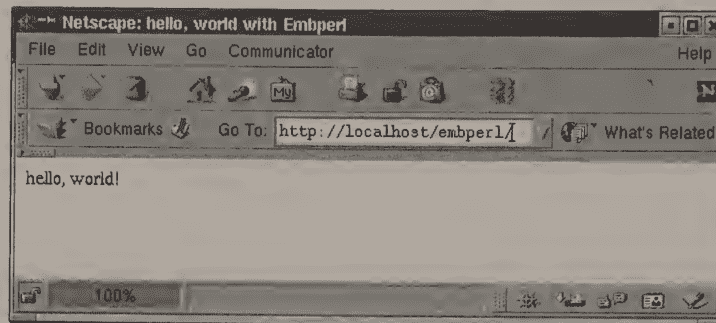 Netscape: hello, world with Embperl
File Edit View Go Communicator Help
My N
Bookmarks Go To: http://localhost/embperl/ What's Related
hello, world!
100%